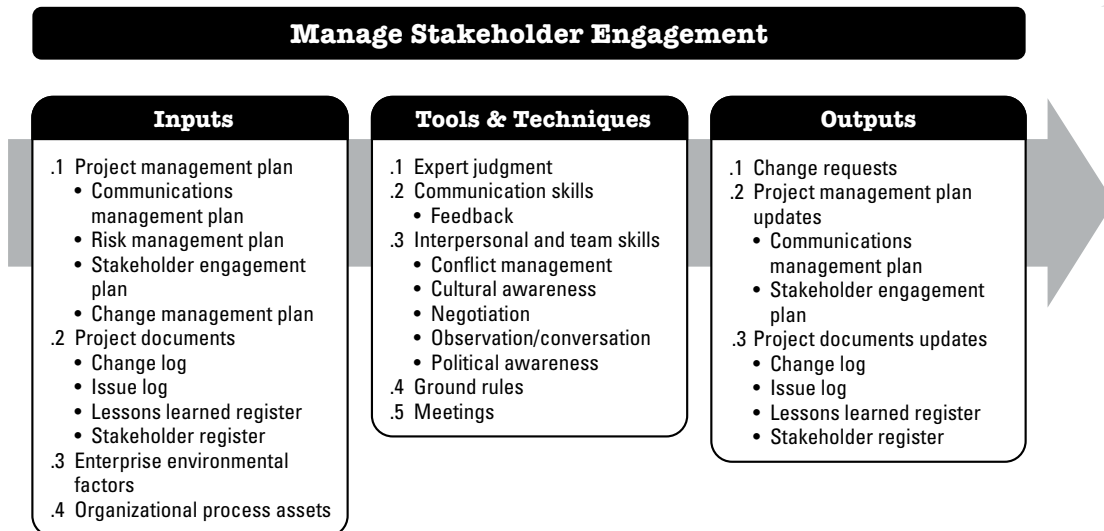 Manage Stakeholder Engagement
Inputs
.1 Project management plan
• Communications
management plan
• Risk management plan
• Stakeholder engagement
plan
• Change management plan
.2 Project documents
• Change log
• Issue log
• Lessons learned register
• Stakeholder register
.3 Enterprise environmental
factors
.4 Organizational process assets
Tools & Techniques
.1 Expert judgment
.2 Communication skills
• Feedback
.3 Interpersonal and team skills
• Conflict management
• Cultural awareness
• Negotiation
• Observation/conversation
• Political awareness
.4 Ground rules
.5 Meetings
Outputs
.1 Change requests
.2 Project management plan
updates
• Communications
management plan
• Stakeholder engagement
plan
.3 Project documents updates
• Change log
• Issue log
• Lessons learned register
• Stakeholder register